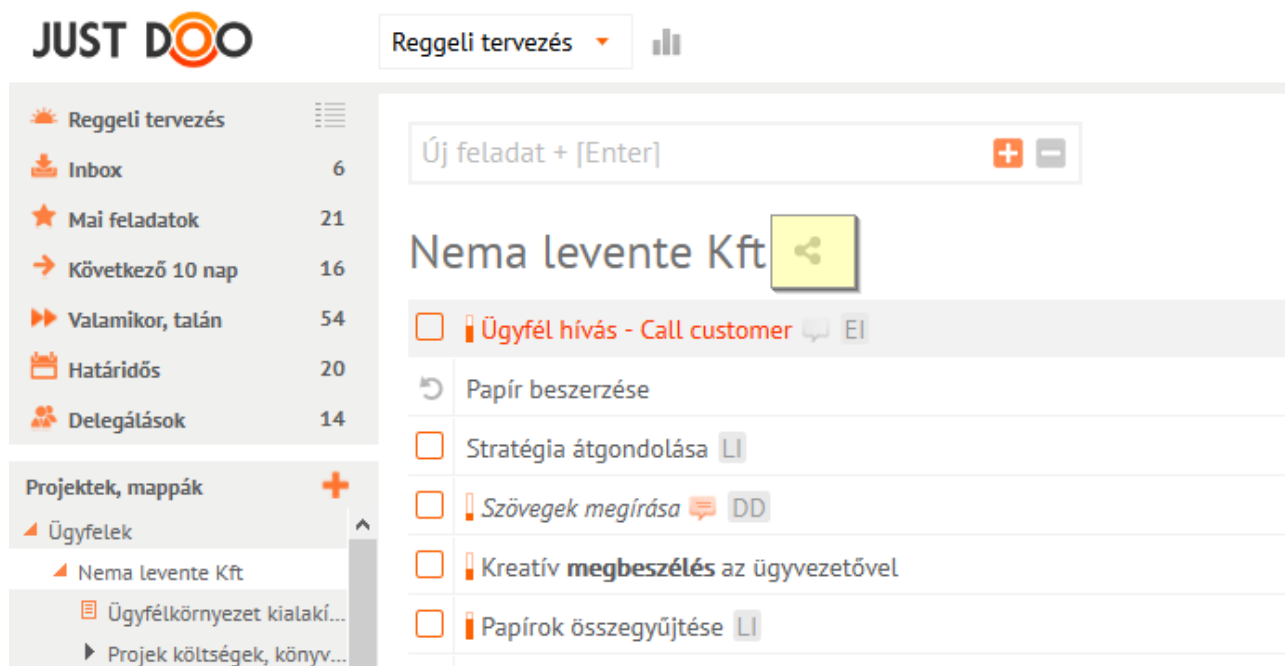 JUST DOO
Reggeli tervezés
Reggeli tervezés
Inbox 6
Mai feladatok 21
Következő 10 nap 16
Valamikor, talán 54
Határidős 20
Delegálások 14
Projektek, mappák
Ügyfelek
Nema levente Kft
Ügyfélkörnyezet kialakí...
Projek költségek, könyv...
Új feladat + [Enter]
Nema levente Kft
Ügyfél hívás - Call customer EI
Papír beszerzése
Stratégia átgondolása LI
Szövegek megírása DD
Kreatív megbeszélés az ügyvezetővel
Papírok összegyűjtése LI